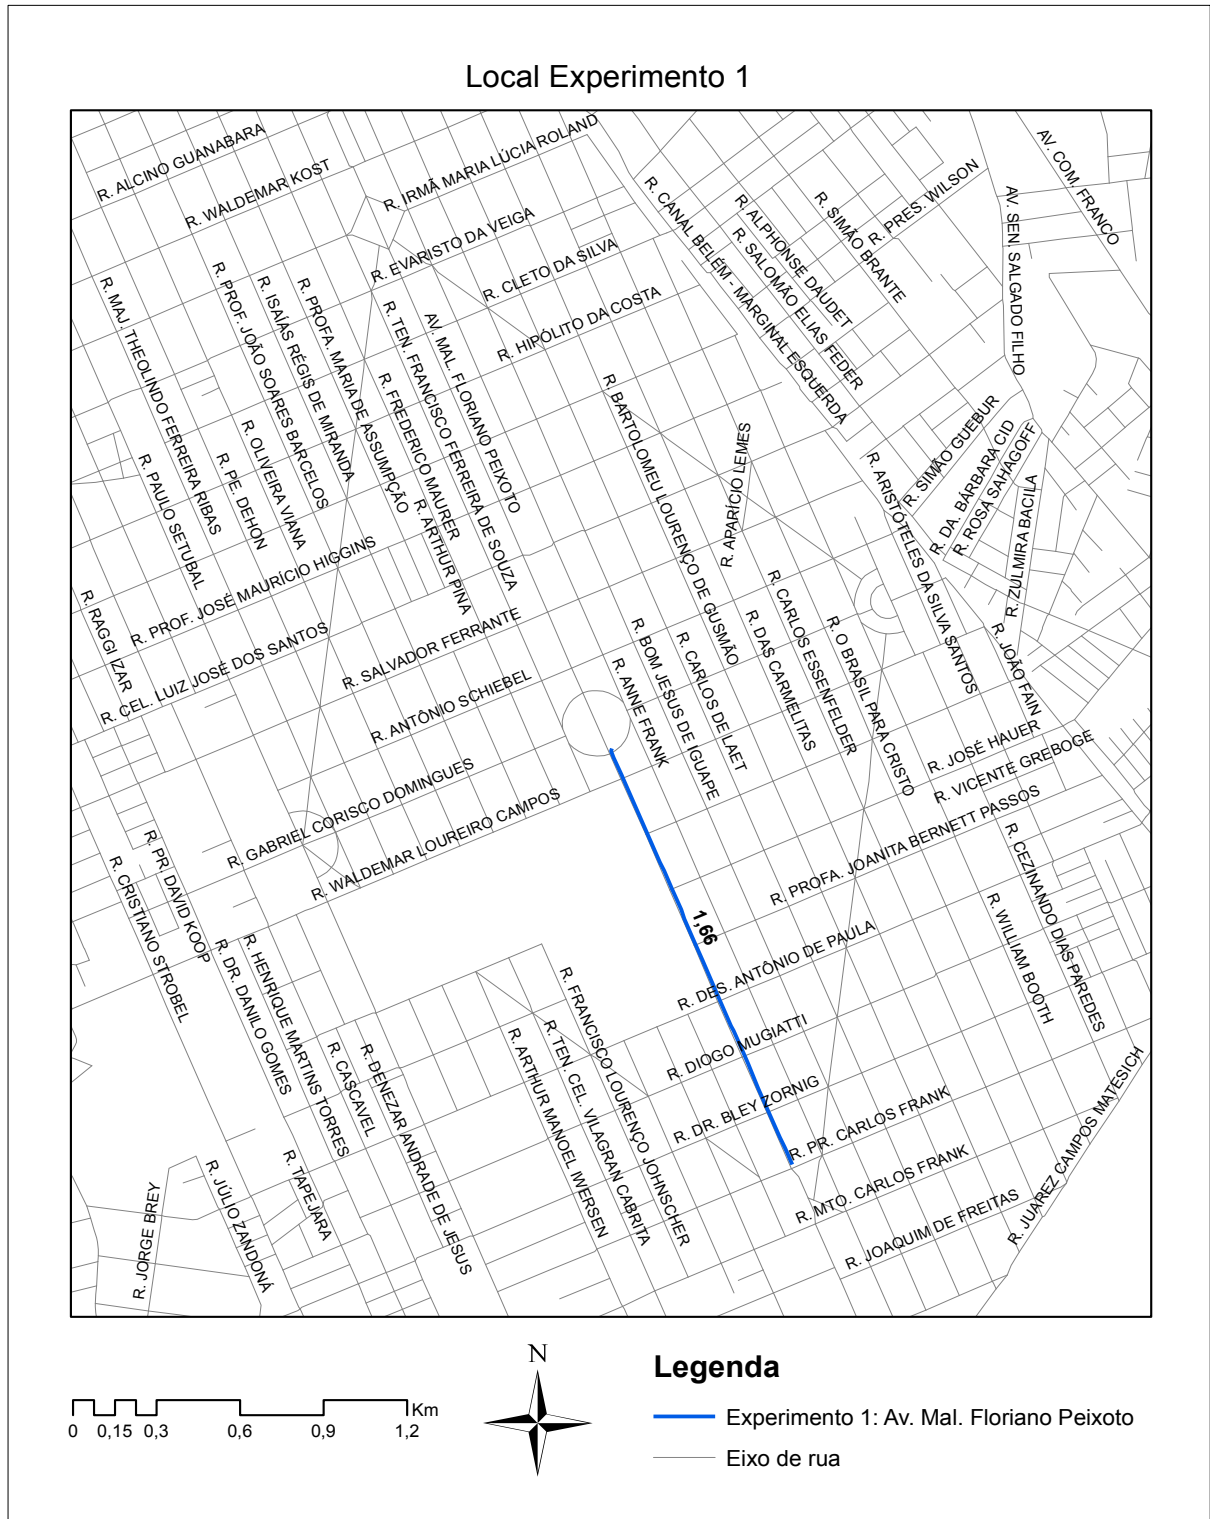 Local Experimento 1
R. ALCINO GUANABARA
R. WALDEMAR KOST
R. IRMÃ MARIA LÚCIA ROLAND
R. EVARISTO DA VEIGA
R. CLETO DA SILVA
R. HIPÓLITO DA COSTA
R. CANAL BELÉM - MARGINAL ESQUERDA
R. ALPHONSE DAUDET
R. SALOMÃO ELIAS FEDER
R. SIMÃO BRANTE
R. PRES. WILSON
AV. SEN. SALGADO FILHO
AV. COM. FRANCO
R. MAJ. THEOLINDO FERREIRA RIBAS
R. PROF. JOÃO SOARES BARCELOS
R. ISAÍAS RÉGIS DE MIRANDA
R. PROFA. MARIA DE ASSUMPÇÃO
R. TEN. FRANCISCO FERREIRA DE SOUZA
AV. MAL. FLORIANO PEIXOTO
R. FREDERICO MAURER
R. ARTHUR PINA
R. PAULO SETUBAL
R. PE. DEHON
R. OLIVEIRA VIANA
R. BARTOLOMEU LOURENÇO DE GUSMÃO
R. APARÍCIO LEMES
R. ARISTÓTELES DA SILVA SANTOS
R. SIMÃO GUEBUR
R. DA. BÁRBARA CID
R. ROSA SAHAGOFF
R. ZULMIRA BACILA
R. RAGGI IZAR
R. PROF. JOSÉ MAURÍCIO HIGGINS
R. CEL. LUIZ JOSÉ DOS SANTOS
R. SALVADOR FERRANTE
R. ANTÔNIO SCHIEBEL
R. ANNE FRANK
R. BOM JESUS DE IGUAPE
R. CARLOS DE LAET
R. DAS CARMELITAS
R. CARLOS ESSENFELDER
R. O BRASIL PARA CRISTO
R. JOÃO FAIN
R. JOSÉ HAUER
R. VICENTE GREBOGE
R. PROFA. JOANITA BERNETT PASSOS
R. GABRIEL CORISCO DOMINGUES
R. WALDEMAR LOUREIRO CAMPOS
R. CRISTIANO STROBEL
R. PR. DAVID KOOP
R. DR. DANILO GOMES
R. HENRIQUE MARTINS TORRES
R. CASCAVEL
R. DENEZAR ANDRADE DE JESUS
1,66
R. DES. ANTÔNIO DE PAULA
R. CEZINANDO DIAS PAREDES
R. WILLIAM BOOTH
R. FRANCISCO LOURENÇO JOHNSCHER
R. TEN. CEL. VILAGRAN CABRITA
R. ARTHUR MANOEL IWERSEN
R. DIOGO MUGIATTI
R. DR. BLEY ZORNIG
R. PR. CARLOS FRANK
R. MTO. CARLOS FRANK
R. JOAQUIM DE FREITAS
R. JUAREZ CAMPOS MATESICH
R. JORGE BREY
R. JÚLIO ZANDONÁ
R. TAPEJARA
N
Legenda
Km
0 0,15 0,3 0,6 0,9 1,2
Experimento 1: Av. Mal. Floriano Peixoto
Eixo de rua